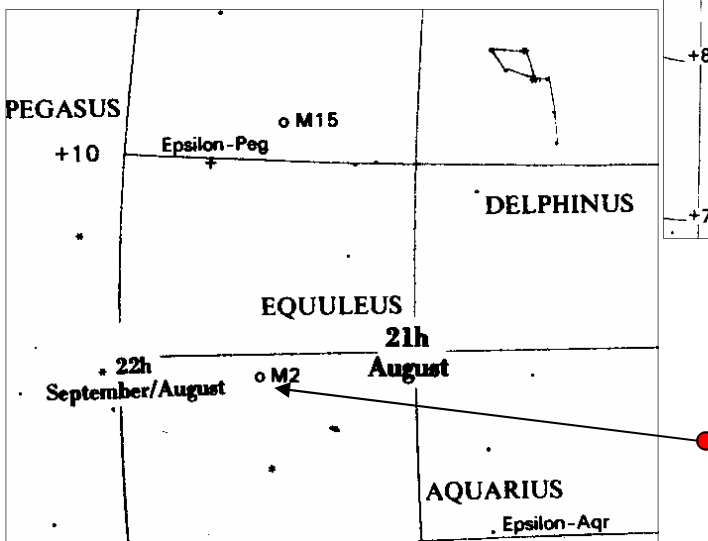 PEGASUS
M15
Epsilon-Peg
+10
DELPHINUS
EQUULEUS
21h
August
22h
September/August
M2
AQUARIUS
Epsilon-Aqr
+8
+7